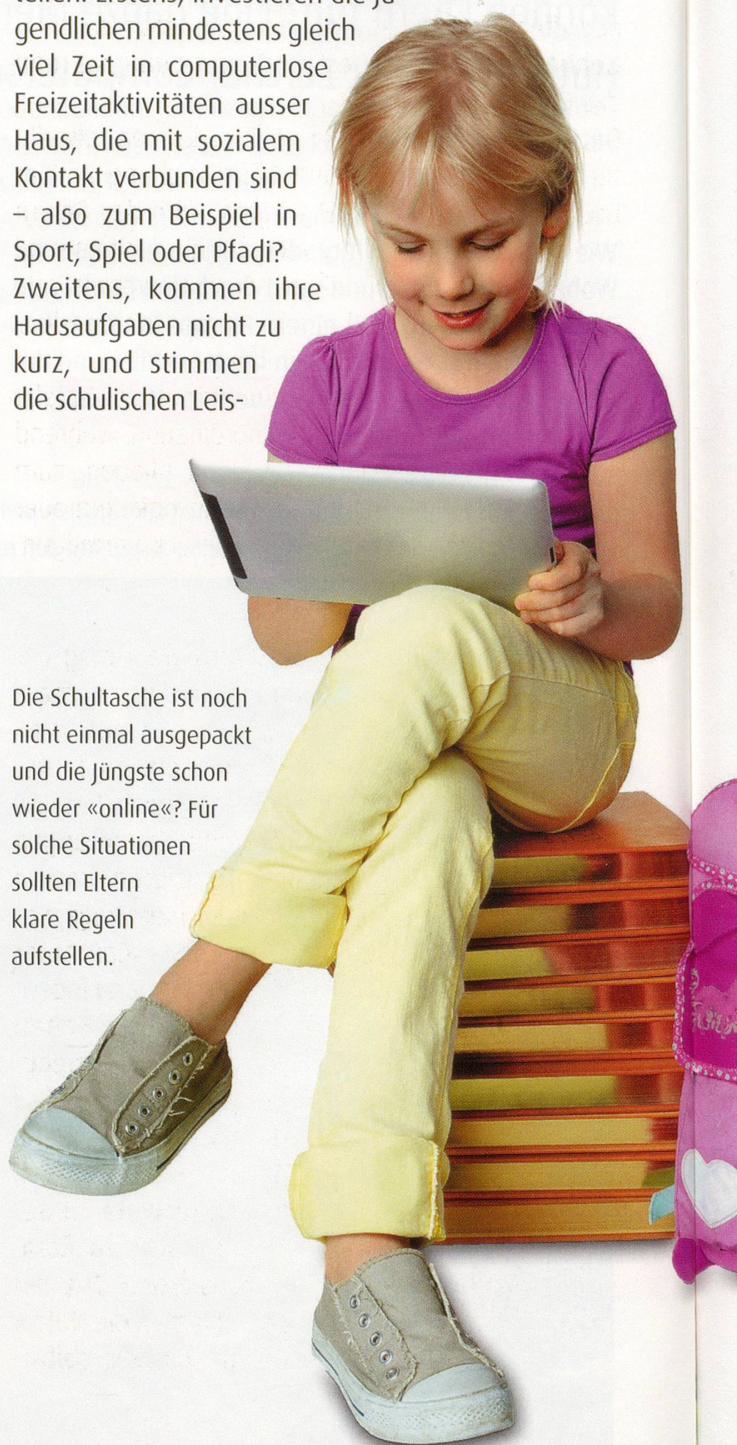 gendlichen mindestens gleich
viel Zeit in computerlose
Freizeitaktivitäten ausser
Haus, die mit sozialem
Kontakt verbunden sind
– also zum Beispiel in
Sport, Spiel oder Pfadi?
Zweitens, kommen ihre
Hausaufgaben nicht zu
kurz, und stimmen
die schulischen Leis-
Die Schultasche ist noch
nicht einmal ausgepackt
und die Jüngste schon
wieder «online«? Für
solche Situationen
sollten Eltern
klare Regeln
aufstellen.